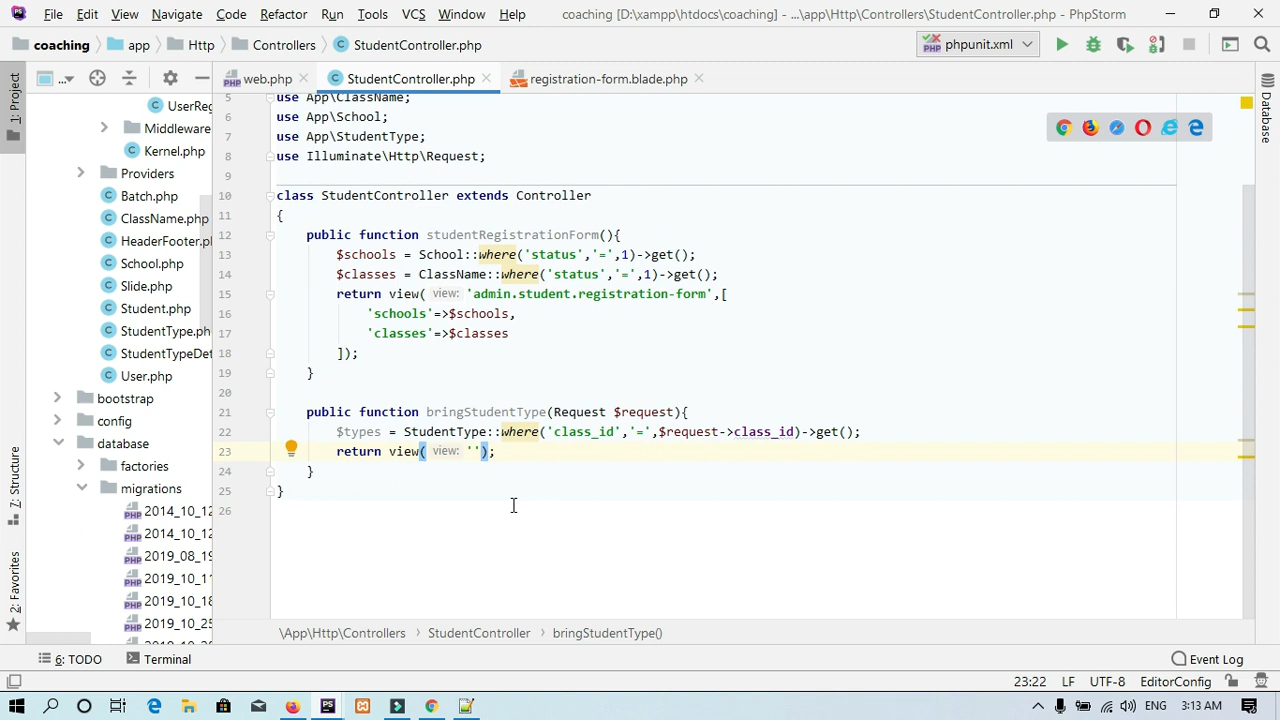 File Edit View Navigate Code Refactor Run Tools VCS Window Help coaching [D:\xampp\htdocs\coaching] - ...\app\Http\Controllers\StudentController.php - PhpStorm
coaching app Http Controllers StudentController.php phpunit.xml
1: Project
7: Structure
2: Favorites
Database
web.php StudentController.php registration-form.blade.php
UserReg
Middleware
Kernel.php
Providers
Batch.php
ClassName.php
HeaderFooter.p
School.php
Slide.php
Student.php
StudentType.ph
StudentTypeDet
User.php
bootstrap
config
database
factories
migrations
2014_10_12
2014_10_12
2019_08_19
2019_10_11
2019_10_18
2019_10_25
5 use App\ClassName;
6 use App\School;
7 use App\StudentType;
8 use Illuminate\Http\Request;
9
10 class StudentController extends Controller
11 {
12 public function studentRegistrationForm(){
13 $schools = School::where('status','=',1)->get();
14 $classes = ClassName::where('status','=',1)->get();
15 return view( view: 'admin.student.registration-form',[
16 'schools'=>$schools,
17 'classes'=>$classes
18 ]);
19 }
20
21 public function bringStudentType(Request $request){
22 $types = StudentType::where('class_id','=',$request->class_id)->get();
23 return view( view: '');
24 }
25 }
26
\App\Http\Controllers StudentController bringStudentType()
6: TODO Terminal Event Log
23:22 LF UTF-8 EditorConfig
ENG 3:13 AM